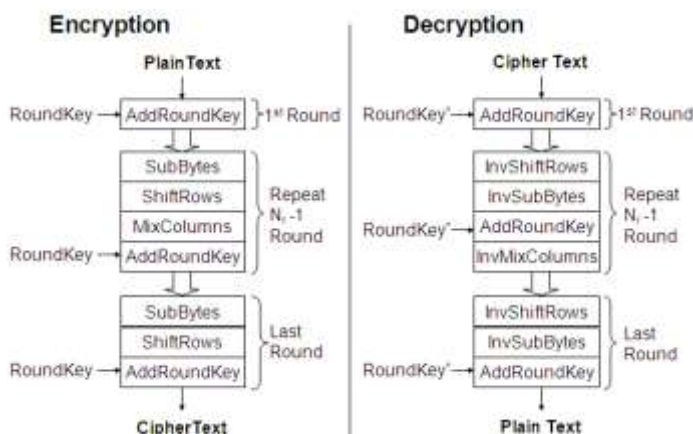 Encryption
PlainText
RoundKey
AddRoundKey
1st Round
SubBytes
ShiftRows
MixColumns
RoundKey
AddRoundKey
Repeat
Nr -1
Round
SubBytes
ShiftRows
RoundKey
AddRoundKey
Last
Round
CipherText
Decryption
Cipher Text
RoundKey'
AddRoundKey
1st Round
InvShiftRows
InvSubBytes
RoundKey'
AddRoundKey
InvMixColumns
Repeat
Nr -1
Round
InvShiftRows
InvSubBytes
RoundKey'
AddRoundKey
Last
Round
Plain Text